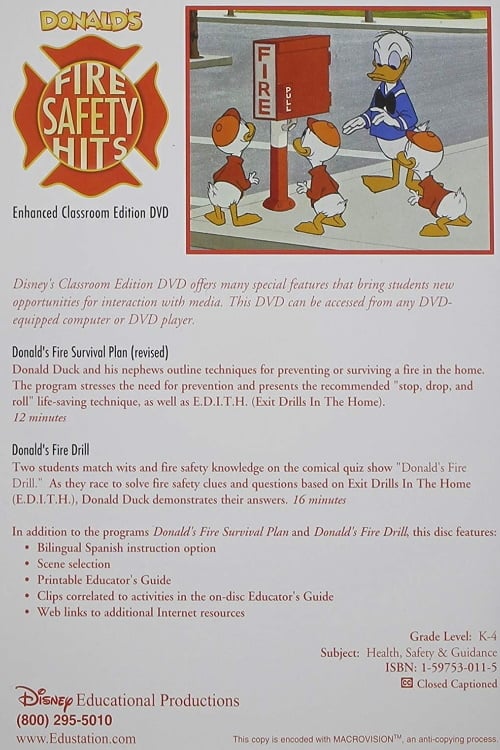 DONALD'S
FIRE
SAFETY
HITS
Enhanced Classroom Edition DVD
FIRE
PULL
Disney's Classroom Edition DVD offers many special features that bring students new
opportunities for interaction with media. This DVD can be accessed from any DVD-
equipped computer or DVD player.
Donald's Fire Survival Plan (revised)
Donald Duck and his nephews outline techniques for preventing or surviving a fire in the home.
The program stresses the need for prevention and presents the recommended "stop, drop, and
roll" life-saving technique, as well as E.D.I.T.H. (Exit Drills In The Home).
12 minutes
Donald's Fire Drill
Two students match wits and fire safety knowledge on the comical quiz show "Donald's Fire
Drill." As they race to solve fire safety clues and questions based on Exit Drills In The Home
(E.D.I.T.H.), Donald Duck demonstrates their answers. 16 minutes
In addition to the programs Donald's Fire Survival Plan and Donald's Fire Drill, this disc features:
• Bilingual Spanish instruction option
• Scene selection
• Printable Educator's Guide
• Clips correlated to activities in the on-disc Educator's Guide
• Web links to additional Internet resources
Grade Level: K-4
Subject: Health, Safety & Guidance
ISBN: 1-59753-011-5
CC Closed Captioned
Disney Educational Productions
(800) 295-5010
www.Edustation.com
This copy is encoded with MACROVISION™, an anti-copying process.